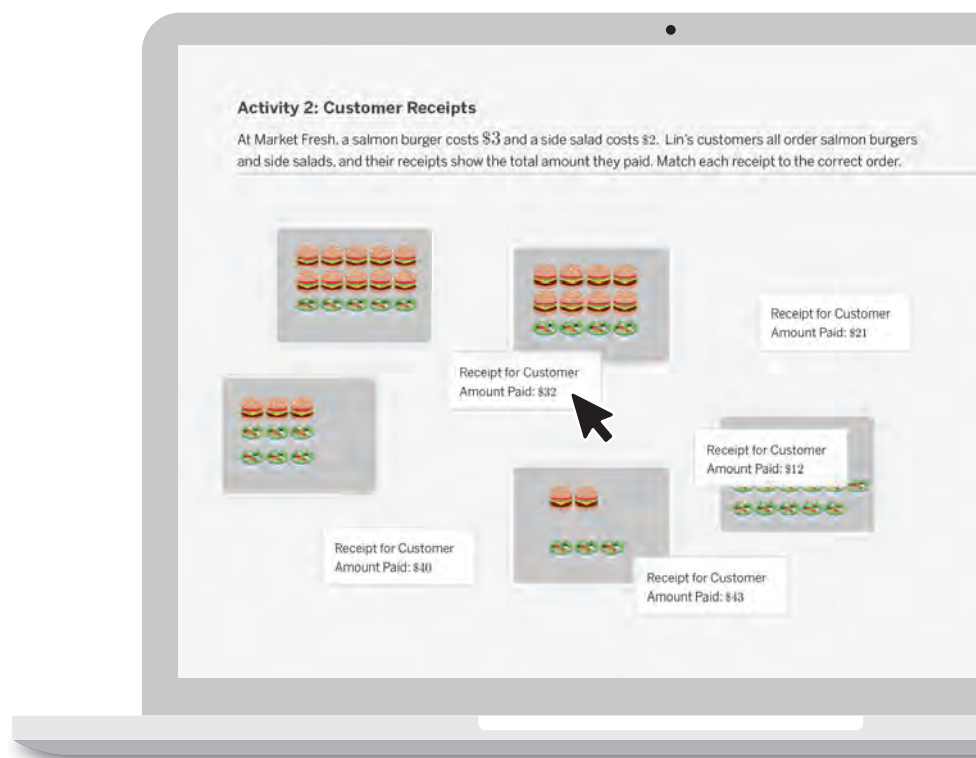 Activity 2: Customer Receipts
At Market Fresh, a salmon burger costs $3 and a side salad costs $2. Lin's customers all order salmon burgers
and side salads, and their receipts show the total amount they paid. Match each receipt to the correct order.
Receipt for Customer
Amount Paid: $21
Receipt for Customer
Amount Paid: $32
Receipt for Customer
Amount Paid: $12
Receipt for Customer
Amount Paid: $40
Receipt for Customer
Amount Paid: $43